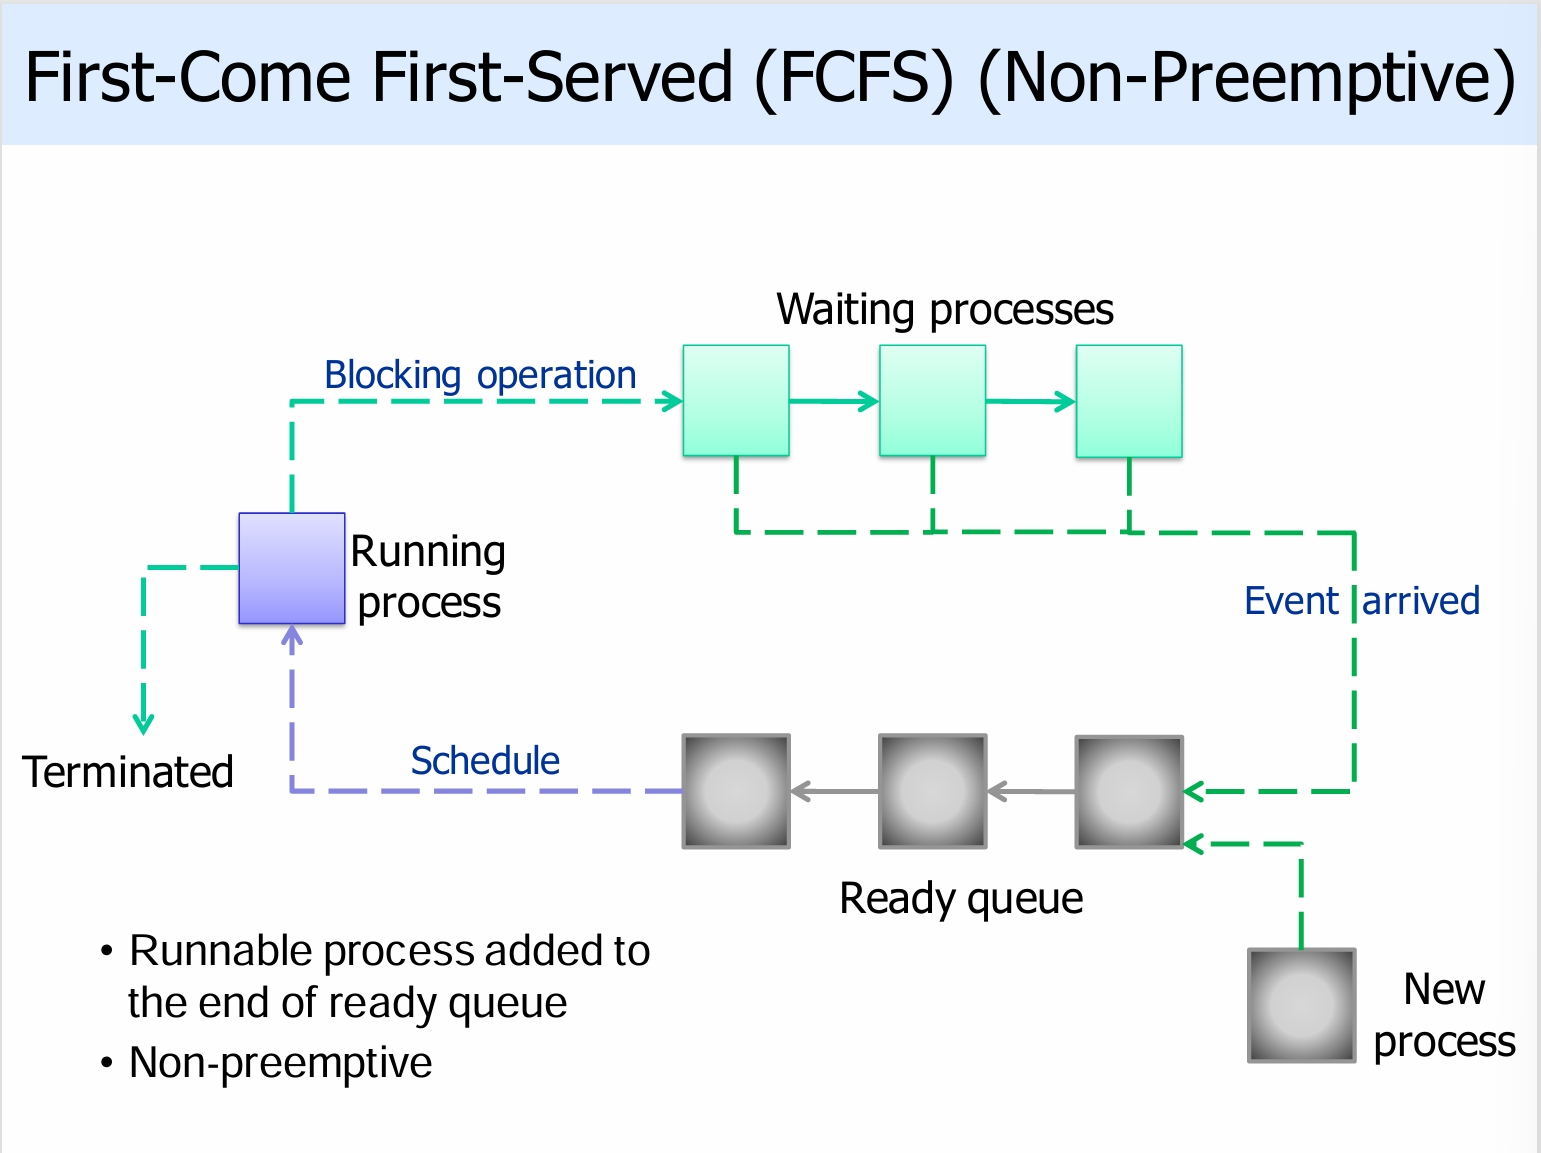 First-Come First-Served (FCFS) (Non-Preemptive)
Waiting processes
Blocking operation
Running
process
Event arrived
Terminated
Schedule
Ready queue
• Runnable process added to
the end of ready queue
• Non-preemptive
New
process